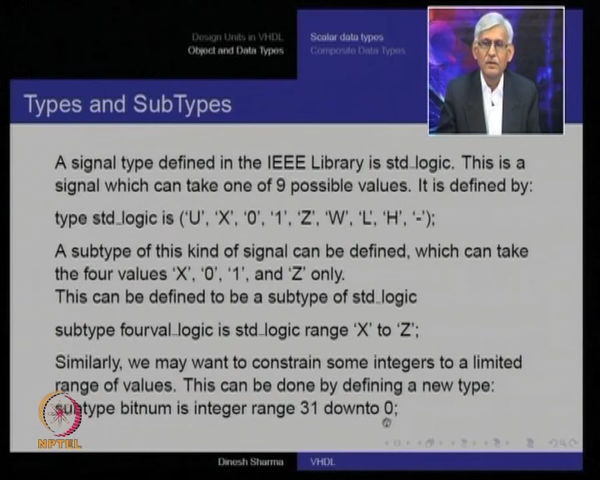 Design Units in VHDL
Object and Data Types
Scalar data types
Composite Data Types
Types and SubTypes
A signal type defined in the IEEE Library is std_logic. This is a
signal which can take one of 9 possible values. It is defined by:
type std_logic is ('U', 'X', '0', '1', 'Z', 'W', 'L', 'H', '-');
A subtype of this kind of signal can be defined, which can take
the four values 'X', '0', '1', and 'Z' only.
This can be defined to be a subtype of std_logic
subtype fourval_logic is std_logic range 'X' to 'Z';
Similarly, we may want to constrain some integers to a limited
range of values. This can be done by defining a new type:
subtype bitnum is integer range 31 downto 0;
NPTEL
Dinesh Sharma
VHDL